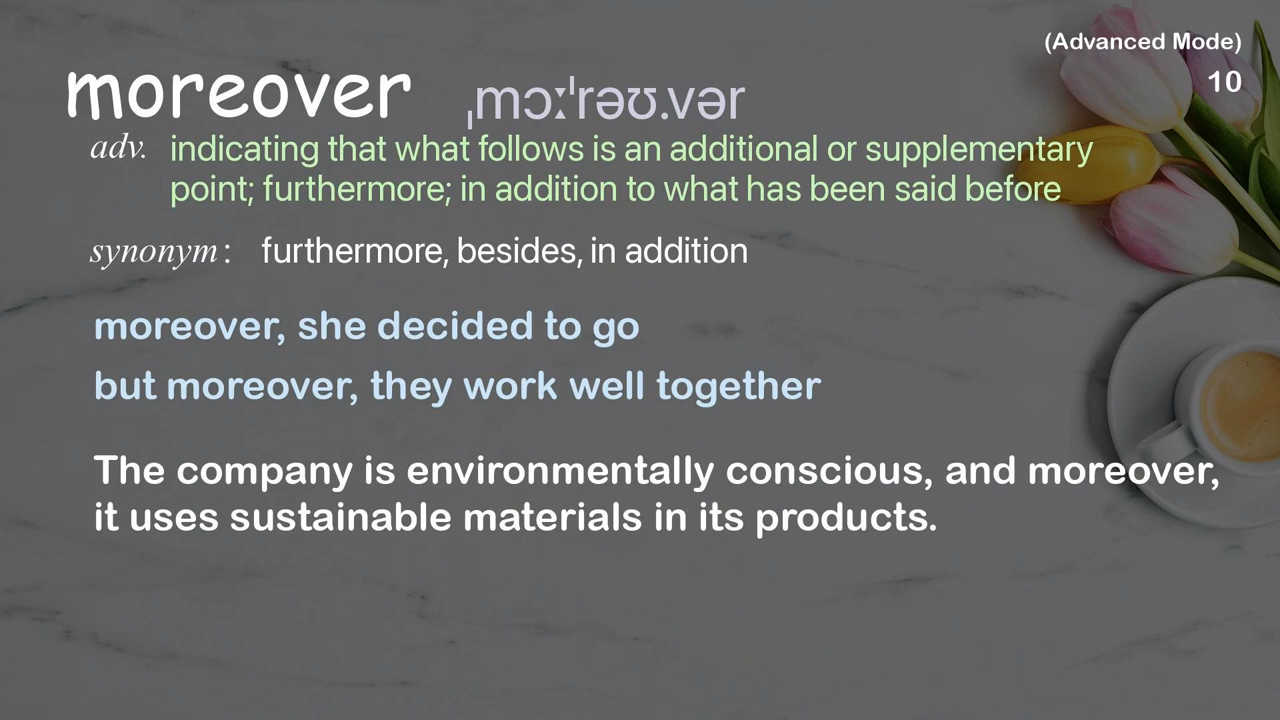 (Advanced Mode)
10
moreover ˌmɔːˈrəʊ.vər
adv. indicating that what follows is an additional or supplementary
point; furthermore; in addition to what has been said before
synonym: furthermore, besides, in addition
moreover, she decided to go
but moreover, they work well together
The company is environmentally conscious, and moreover,
it uses sustainable materials in its products.